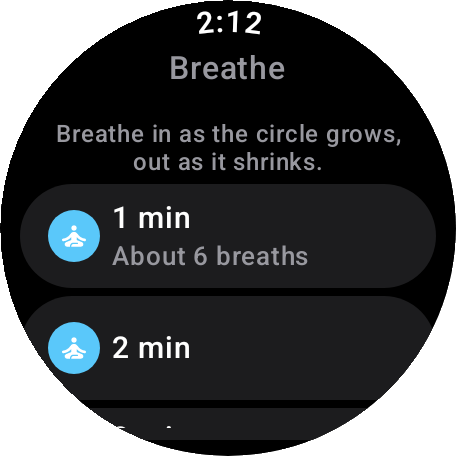 2:12
Breathe
Breathe in as the circle grows,
out as it shrinks.
1 min
About 6 breaths
2 min